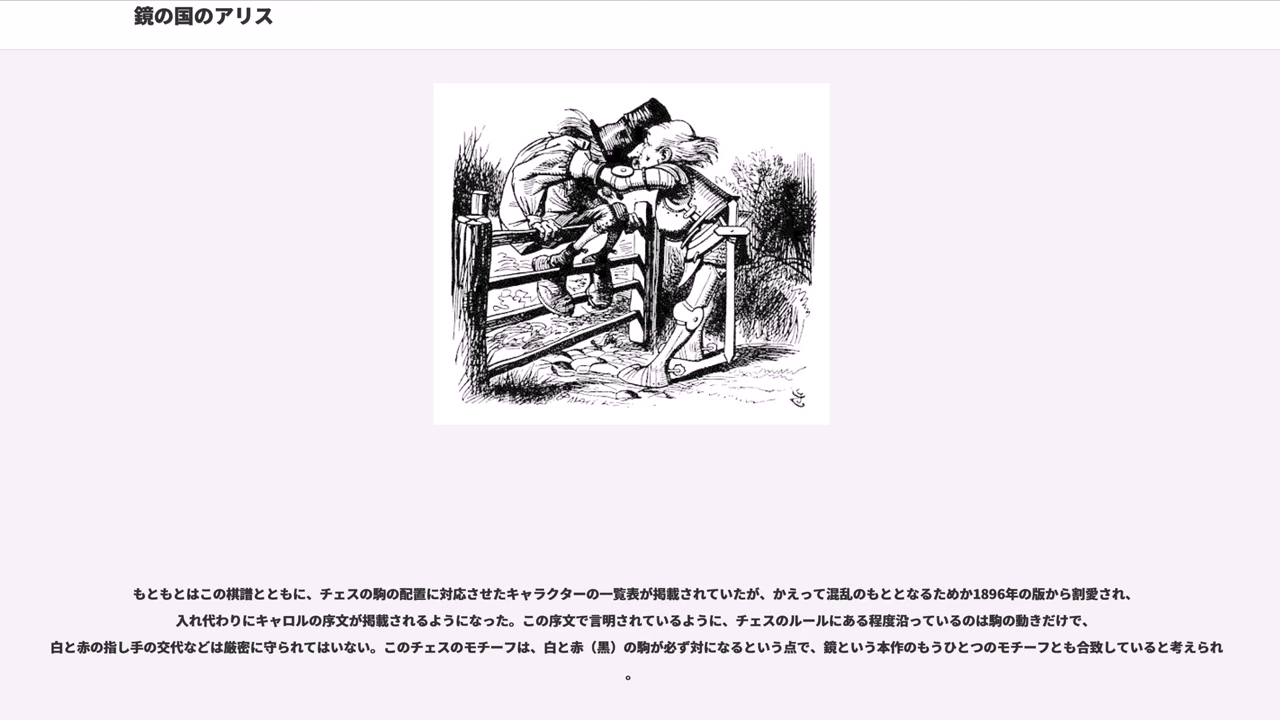 鏡の国のアリス
もともとはこの棋譜とともに、チェスの駒の配置に対応させたキャラクターの一覧表が掲載されていたが、かえって混乱のもととなるためか1896年の版から割愛され、
入れ代わりにキャロルの序文が掲載されるようになった。この序文で言明されているように、チェスのルールにある程度沿っているのは駒の動きだけで、
白と赤の指し手の交代などは厳密に守られてはいない。このチェスのモチーフは、白と赤（黒）の駒が必ず対になるという点で、鏡という本作のもうひとつのモチーフとも合致していると考えられ
。